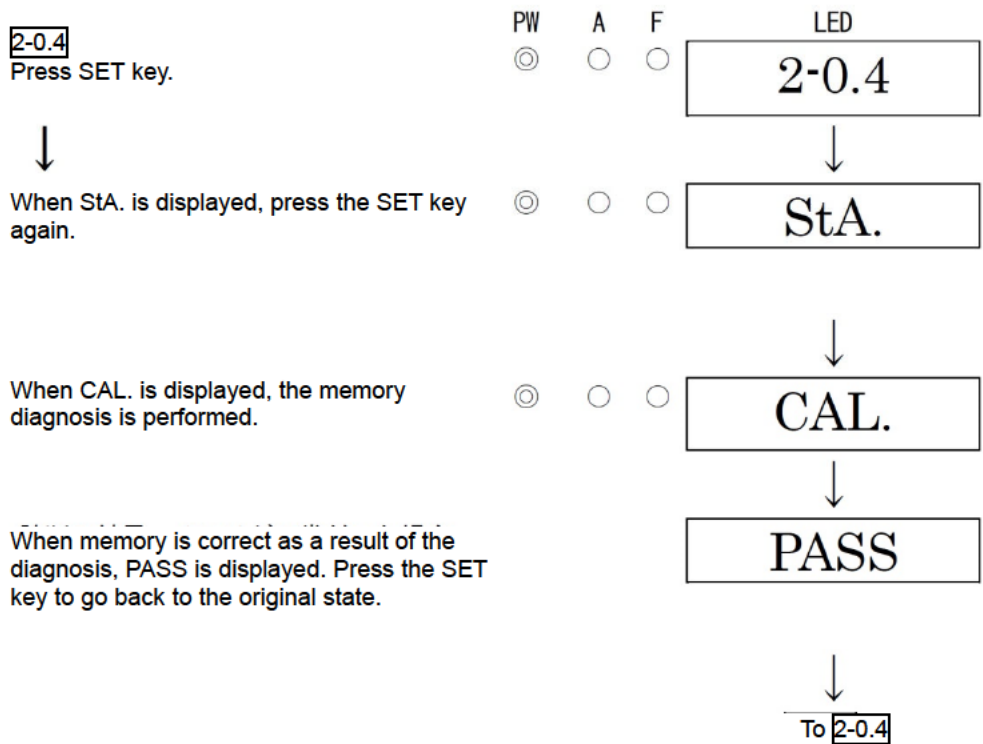 PW A F LED
2-0.4
Press SET key.
2-0.4
When StA. is displayed, press the SET key
again.
StA.
When CAL. is displayed, the memory
diagnosis is performed.
CAL.
When memory is correct as a result of the
diagnosis, PASS is displayed. Press the SET
key to go back to the original state.
PASS
To 2-0.4